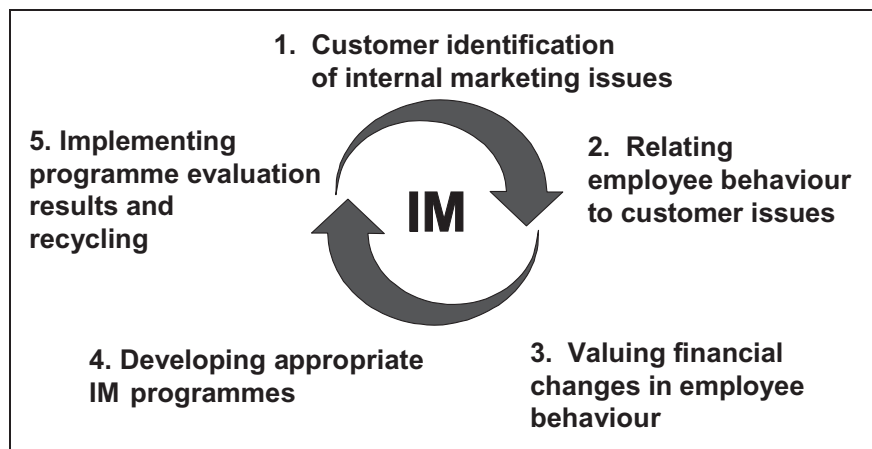 1. Customer identification
of internal marketing issues
2. Relating
employee behaviour
to customer issues
3. Valuing financial
changes in employee
behaviour
4. Developing appropriate
IM programmes
5. Implementing
programme evaluation
results and
recycling
IM